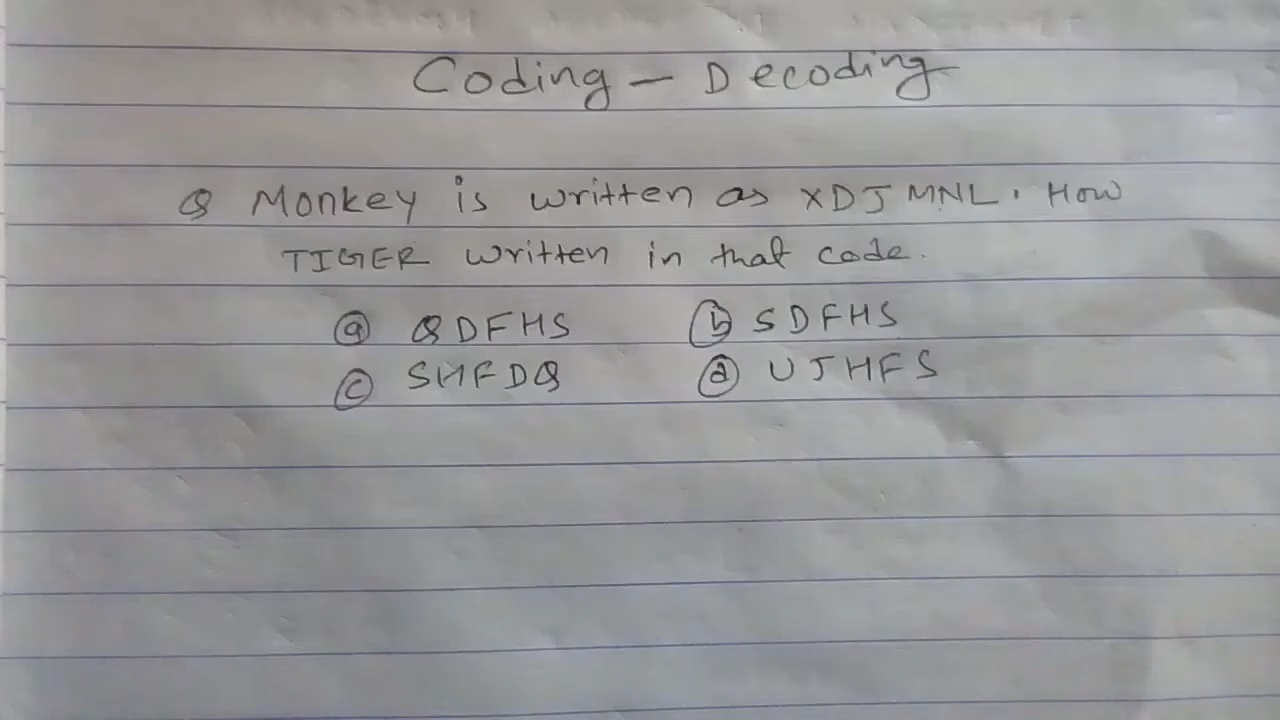 Coding - Decoding
Q Monkey is written as XDJMNL. How
TIGER written in that code.
(a) QDFHS (b) SDFHS
(c) SHFDQ (d) UJHFS